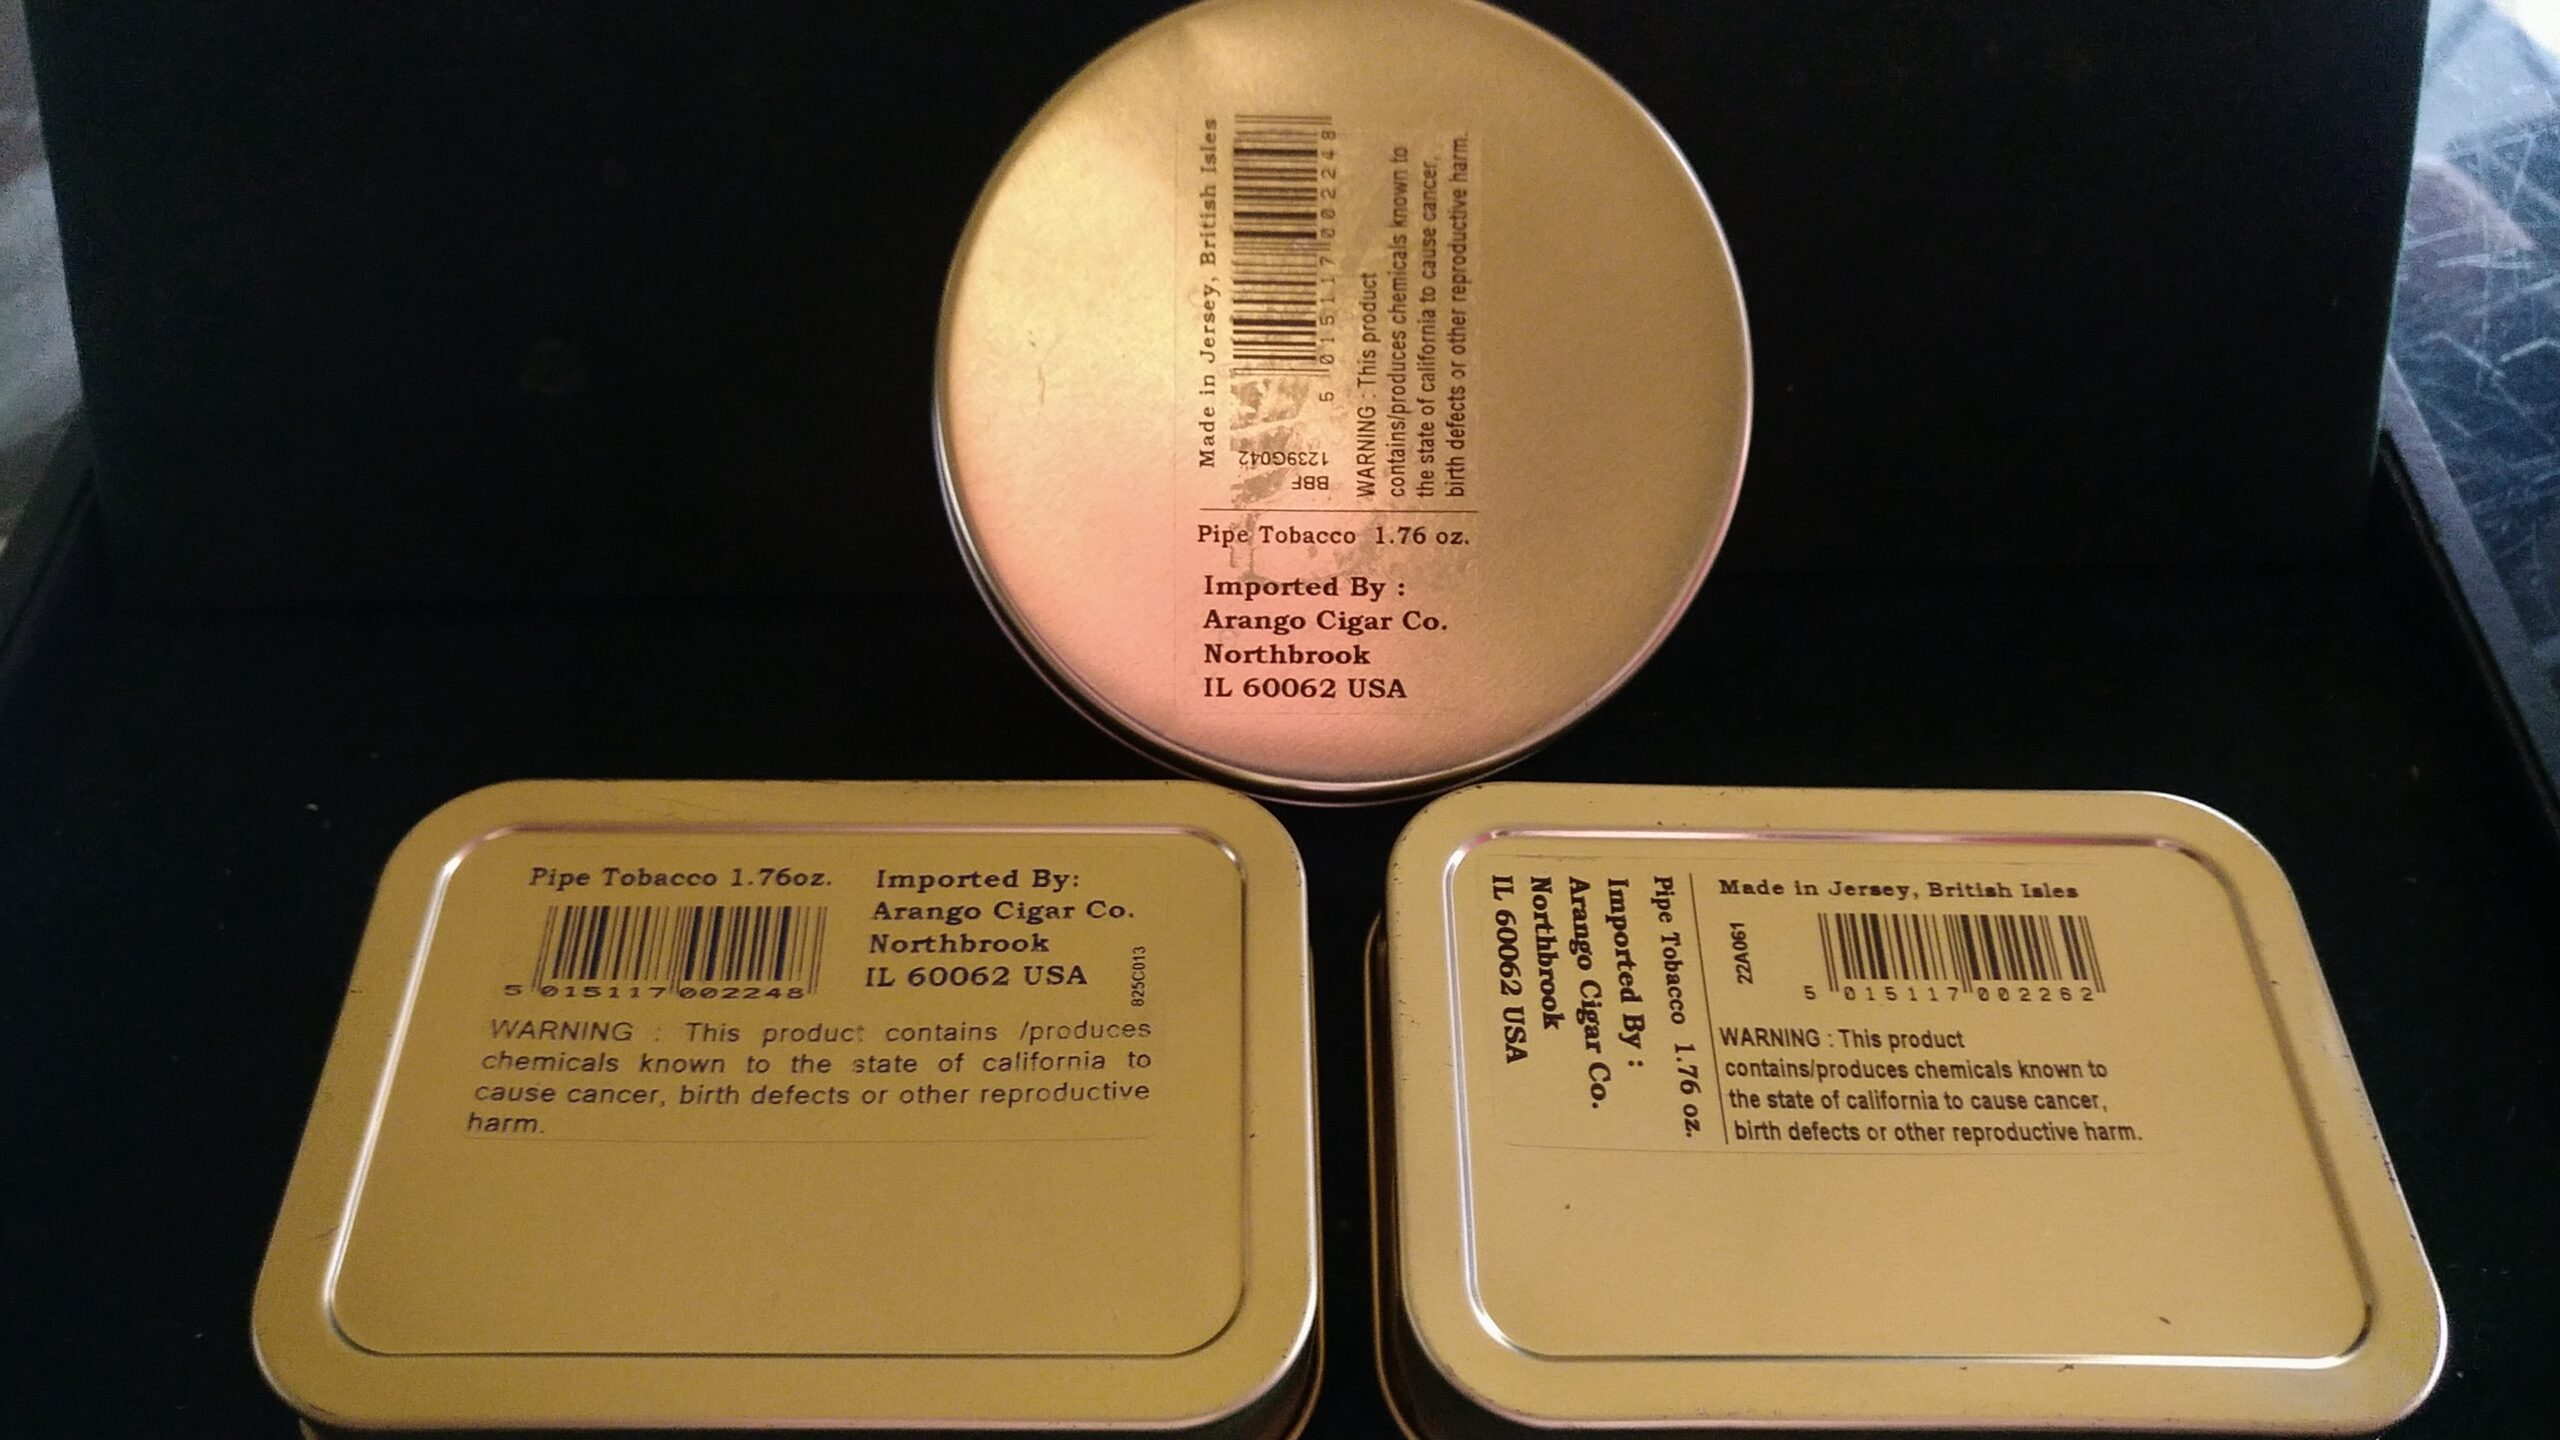 Made in Jersey, British Isles
5 015117 002248
BBF
1239G042
WARNING : This product
contains/produces chemicals known to
the state of california to cause cancer,
birth defects or other reproductive harm.
Pipe Tobacco 1.76 oz.
Imported By :
Arango Cigar Co.
Northbrook
IL 60062 USA
Pipe Tobacco 1.76oz.
5 015117 002248
Imported By:
Arango Cigar Co.
Northbrook
IL 60062 USA
825C013
WARNING : This product contains /produces
chemicals known to the state of california to
cause cancer, birth defects or other reproductive
harm.
Made in Jersey, British Isles
22A061
5 015117 002262
WARNING : This product
contains/produces chemicals known to
the state of california to cause cancer,
birth defects or other reproductive harm.
Pipe Tobacco 1.76 oz.
Imported By :
Arango Cigar Co.
Northbrook
IL 60062 USA